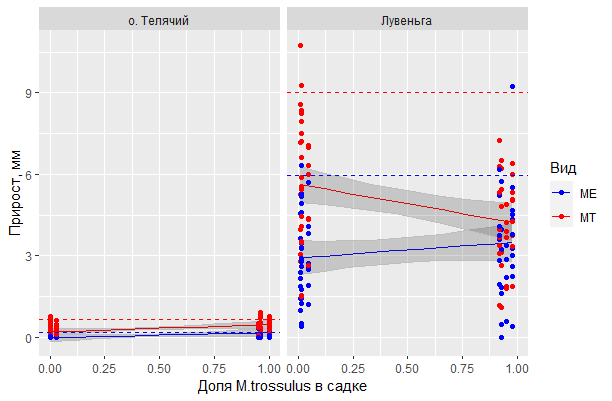 о. Телячий
Лувеньга
9
6
3
0
0.00
0.25
0.50
0.75
1.00
0.00
0.25
0.50
0.75
1.00
Прирост, мм
Доля M.trossulus в садке
Вид
ME
MT